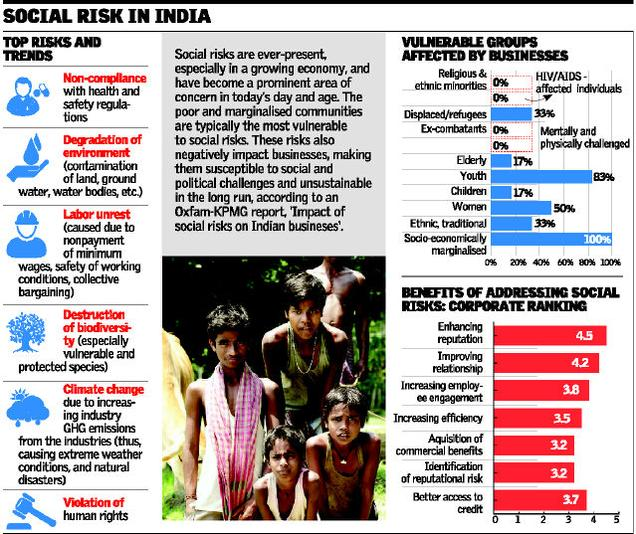 SOCIAL RISK IN INDIA
TOP RISKS AND
TRENDS
Non-compliance
with health and
safety regula-
tions
Degradation of
environment
(contamination
of land, ground
water, water bodies, etc.)
Labor unrest
(caused due to
nonpayment
of minimum
wages, safety of working
conditions, collective
bargaining)
Destruction
of biodiversi-
ty (especially
vulnerable and
protected species)
Climate change
due to increas-
ing industry
GHG emissions
from the industries (thus,
causing extreme weather
conditions, and natural
disasters)
Violation of
human rights
Social risks are ever-present,
especially in a growing economy, and
have become a prominent area of
concern in today's day and age. The
poor and marginalised communities
are typically the most vulnerable
to social risks. These risks also
negatively impact businesses, making
them susceptible to social and
political challenges and unsustainable
in the long run, according to an
Oxfam-KPMG report, 'Impact of
social risks on Indian busineses'.
VULNERABLE GROUPS
AFFECTED BY BUSINESSES
Religious &
ethnic minorities
0%
HIV/AIDS -
affected individuals
0%
Displaced/refugees
33%
Ex-combatants
0%
Mentally and
physically challenged
0%
Elderly
17%
Youth
83%
Children
17%
Women
50%
Ethnic, traditional
33%
Socio-economically
marginalised
100%
0% 20% 40% 60% 80% 100%
BENEFITS OF ADDRESSING SOCIAL
RISKS: CORPORATE RANKING
Enhancing
reputation
4.5
Improving
relationship
4.2
Increasing employ-
ee engagement
3.8
Increasing efficiency
3.5
Aquisition of
commercial benefits
3.2
Identification
of reputational risk
3.2
Better access to
credit
3.7
0 1 2 3 4 5